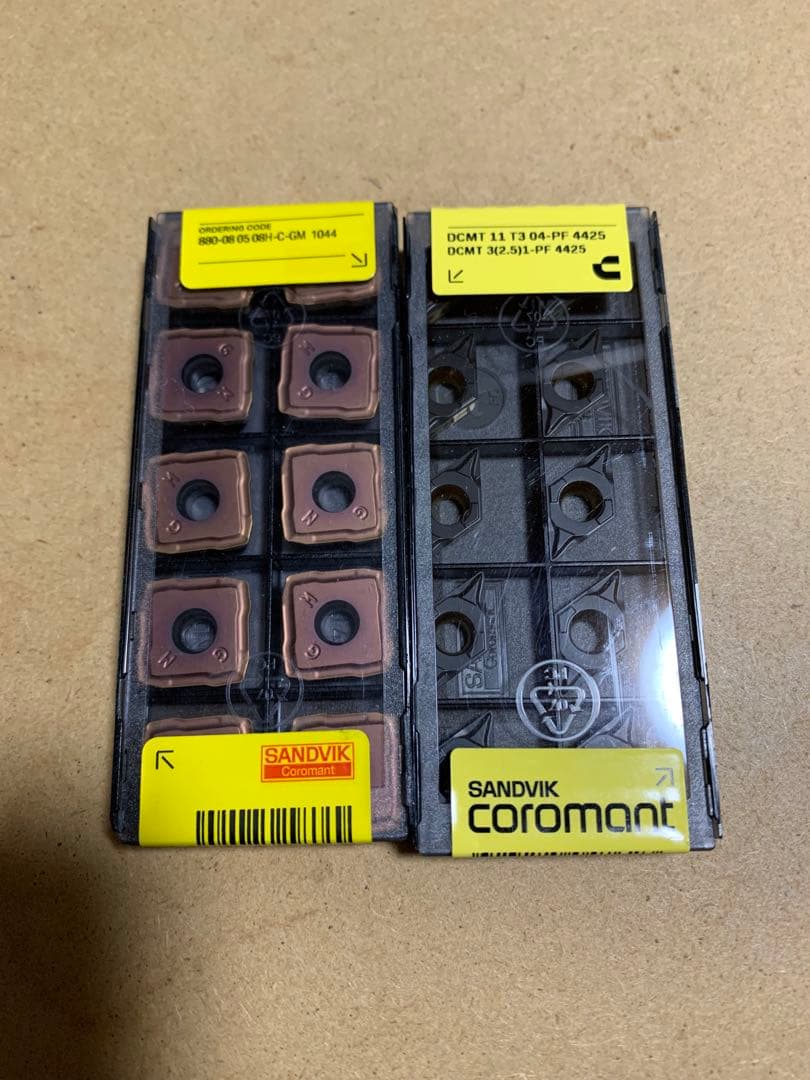 ORDERING CODE
880-08 05 08H-C-GM 1044
DCMT 11 T3 04-PF 4425
DCMT 3(2.5)1-PF 4425
G
M
M
G
M
G
G
M
M
G
M
G
SANDVIK
Coromant
SANDVIK
coromant